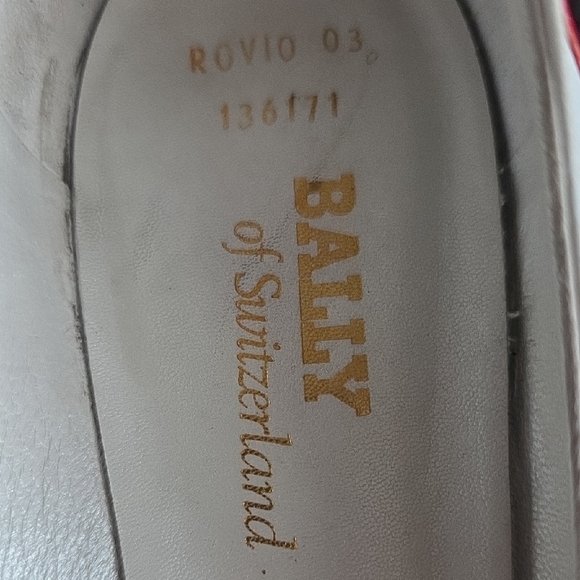 ROVIO 03
136171
BALLY
of Switzerland